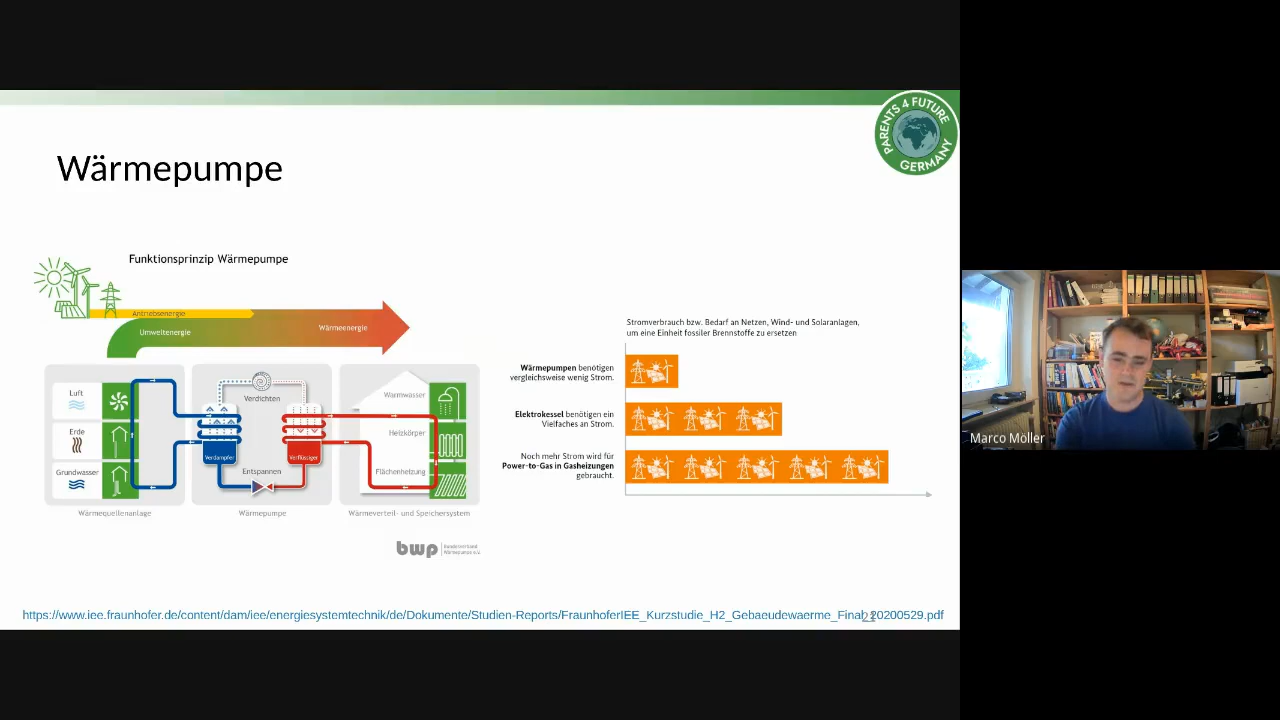 PARENTS 4 FUTURE
GERMANY
Wärmepumpe
Funktionsprinzip Wärmepumpe
Antriebsenergie
Umweltenergie
Wärmeenergie
Luft
Erde
Grundwasser
Wärmequellenanlage
Verdichten
Verdampfer
Verflüssiger
Entspannen
Wärmepumpe
Warmwasser
Heizkörper
Flächenheizung
Wärmeverteil- und Speichersystem
bwp
Bundesverband
Wärmepumpe e.V.
Stromverbrauch bzw. Bedarf an Netzen, Wind- und Solaranlagen,
um eine Einheit fossiler Brennstoffe zu ersetzen
Wärmepumpen benötigen
vergleichsweise wenig Strom.
Elektrokessel benötigen ein
Vielfaches an Strom.
Noch mehr Strom wird für
Power-to-Gas in Gasheizungen
gebraucht.
https://www.iee.fraunhofer.de/content/dam/iee/energiesystemtechnik/de/Dokumente/Studien-Reports/FraunhoferIEE_Kurzstudie_H2_Gebaeudewaerme_Final_20200529.pdf
21
Marco Möller